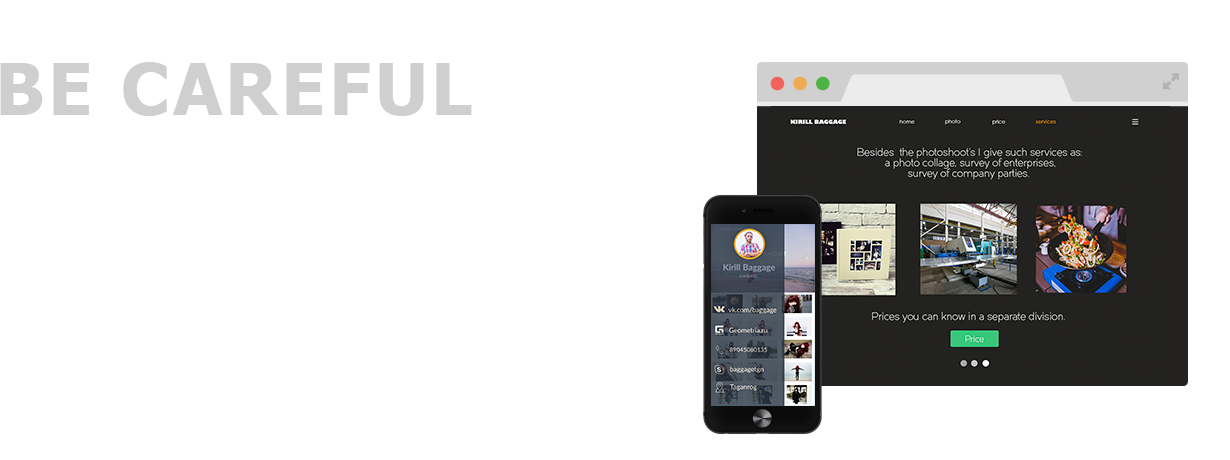 BE CAREFUL
KIRILL BAGGAGE
home
photo
price
services
Besides the photoshoot's I give such services as:
a photo collage, survey of enterprises,
survey of company parties.
Prices you can know in a separate division.
Price
Kirill Baggage
vk.com/baggage
Geometria.ru
89045080135
baggagetgn
Taganrog